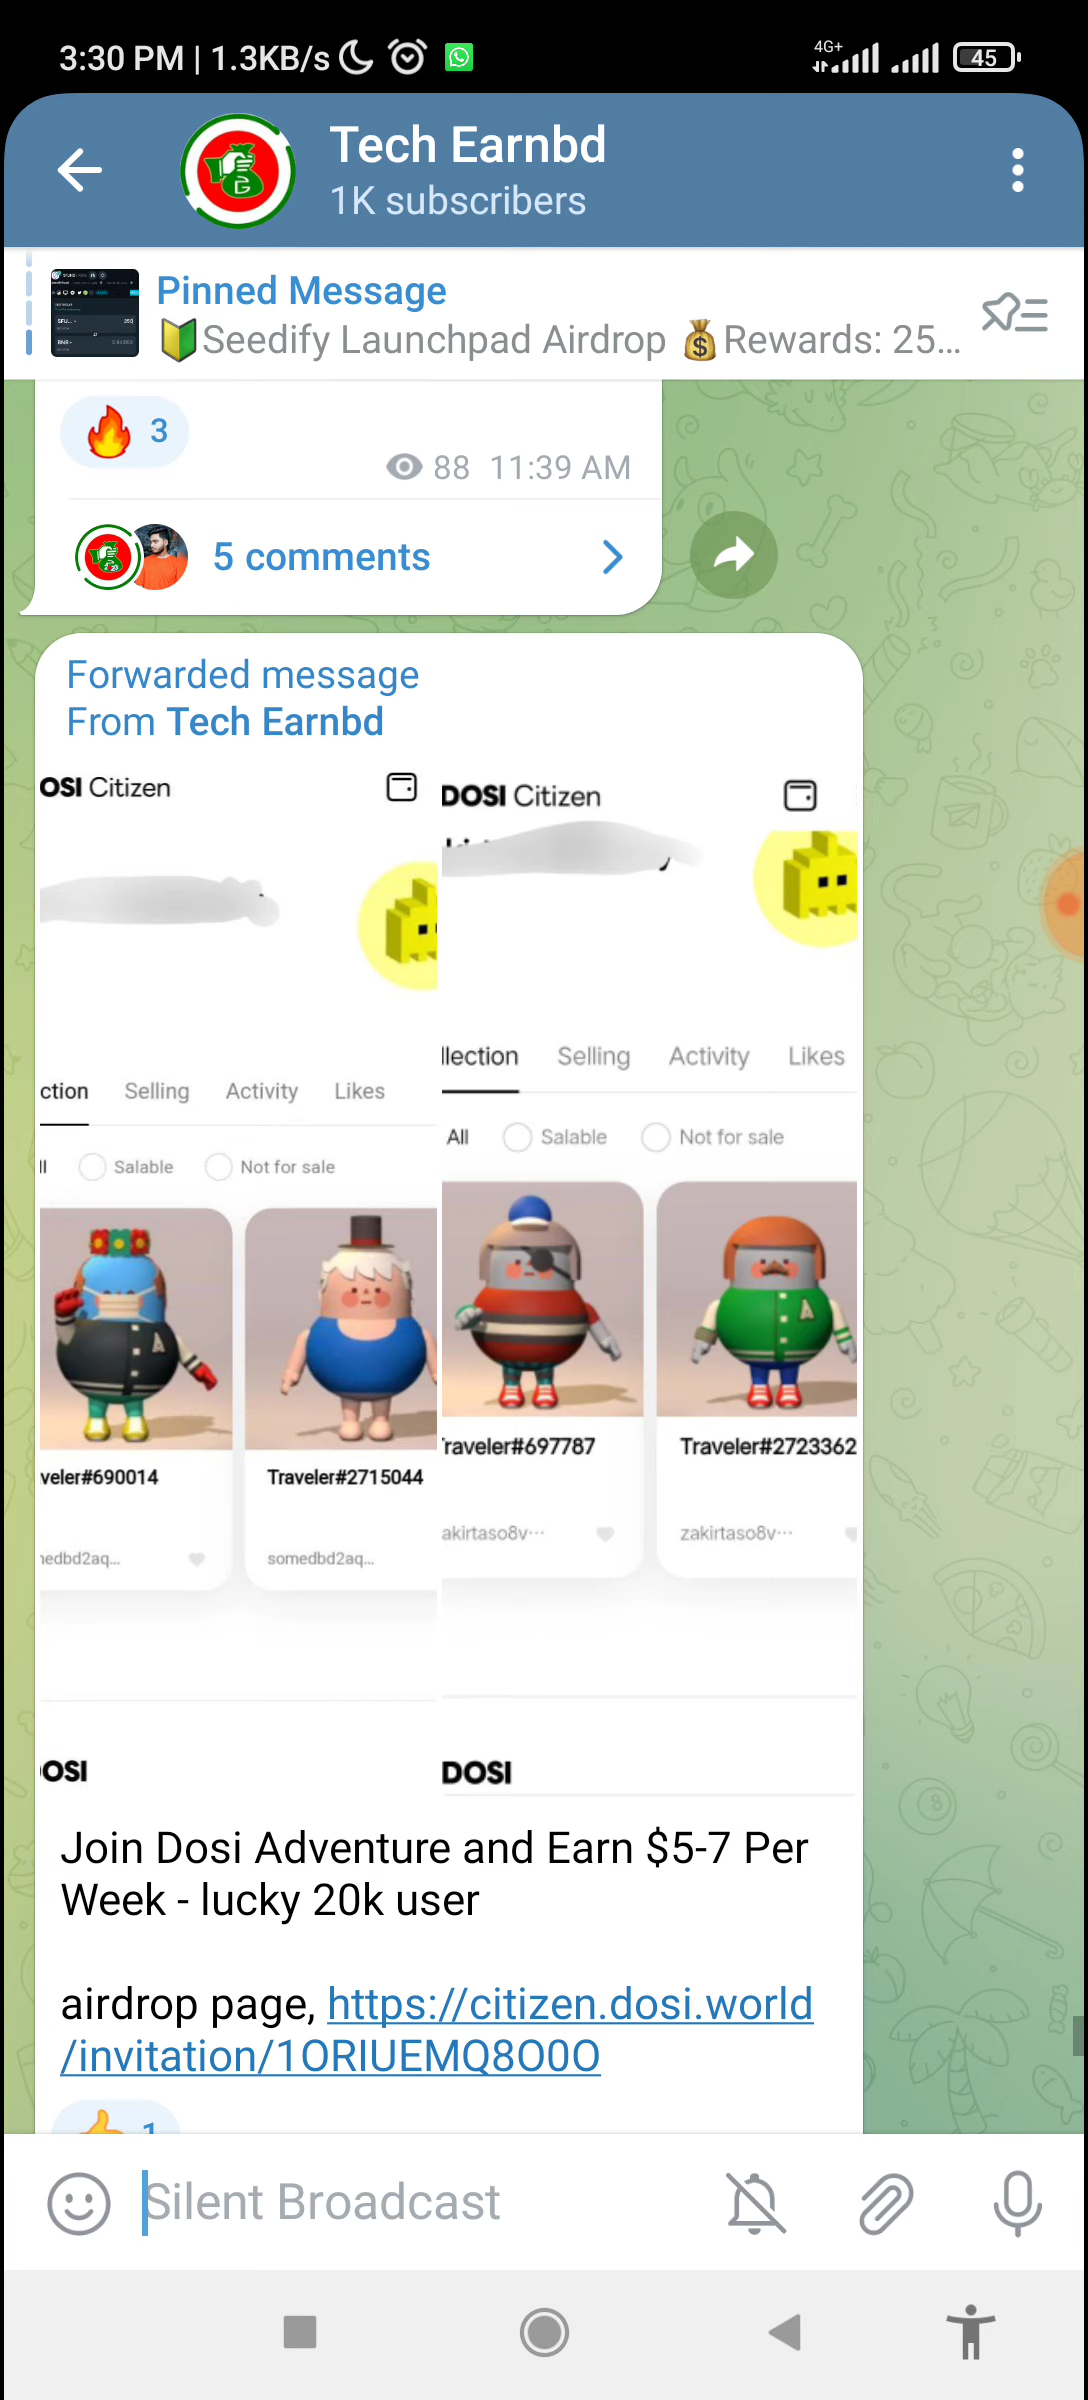 3:30 PM | 1.3KB/s
4G+
45
Tech Earnbd
1K subscribers
Pinned Message
🔰Seedify Launchpad Airdrop 💰Rewards: 25...
🔥 3
88 11:39 AM
5 comments
Forwarded message
From Tech Earnbd
OSI Citizen
ction Selling Activity Likes
ll Salable Not for sale
veler#690014 Traveler#2715044
nedbd2aq... somedbd2aq...
OSI
DOSI Citizen
llection Selling Activity Likes
All Salable Not for sale
raveler#697787 Traveler#2723362
akirtaso8v··· zakirtaso8v···
DOSI
Join Dosi Adventure and Earn $5-7 Per
Week - lucky 20k user
airdrop page, https://citizen.dosi.world
/invitation/1ORIUEMQ8O0O
👍 1
Silent Broadcast